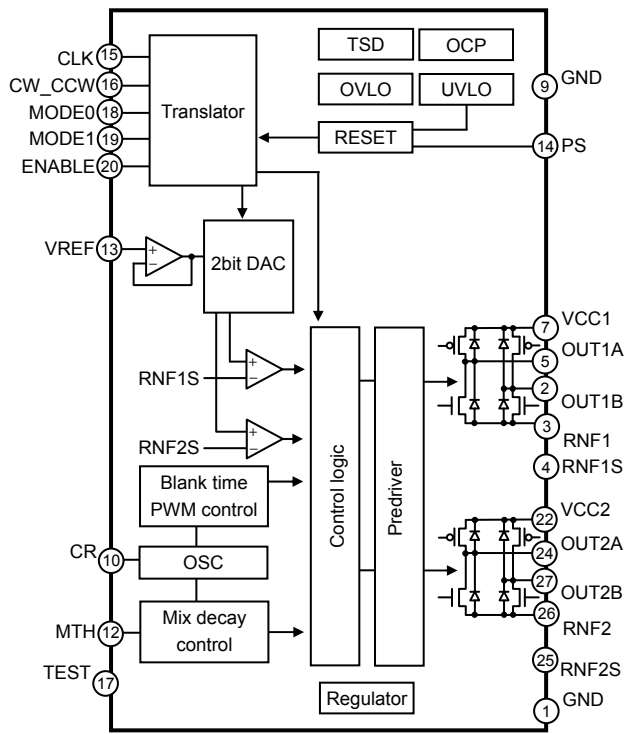 15 CLK
16 CW_CCW
18 MODE0
19 MODE1
20 ENABLE
13 VREF
Translator
TSD
OCP
OVLO
UVLO
RESET
9 GND
14 PS
+
−
2bit DAC
RNF1S
+
−
RNF2S
+
−
Blank time
PWM control
CR 10
OSC
MTH 12
Mix decay
control
TEST 17
Control logic
Predriver
Regulator
7 VCC1
5 OUT1A
2 OUT1B
3 RNF1
4 RNF1S
22 VCC2
24 OUT2A
27 OUT2B
26 RNF2
25 RNF2S
1 GND